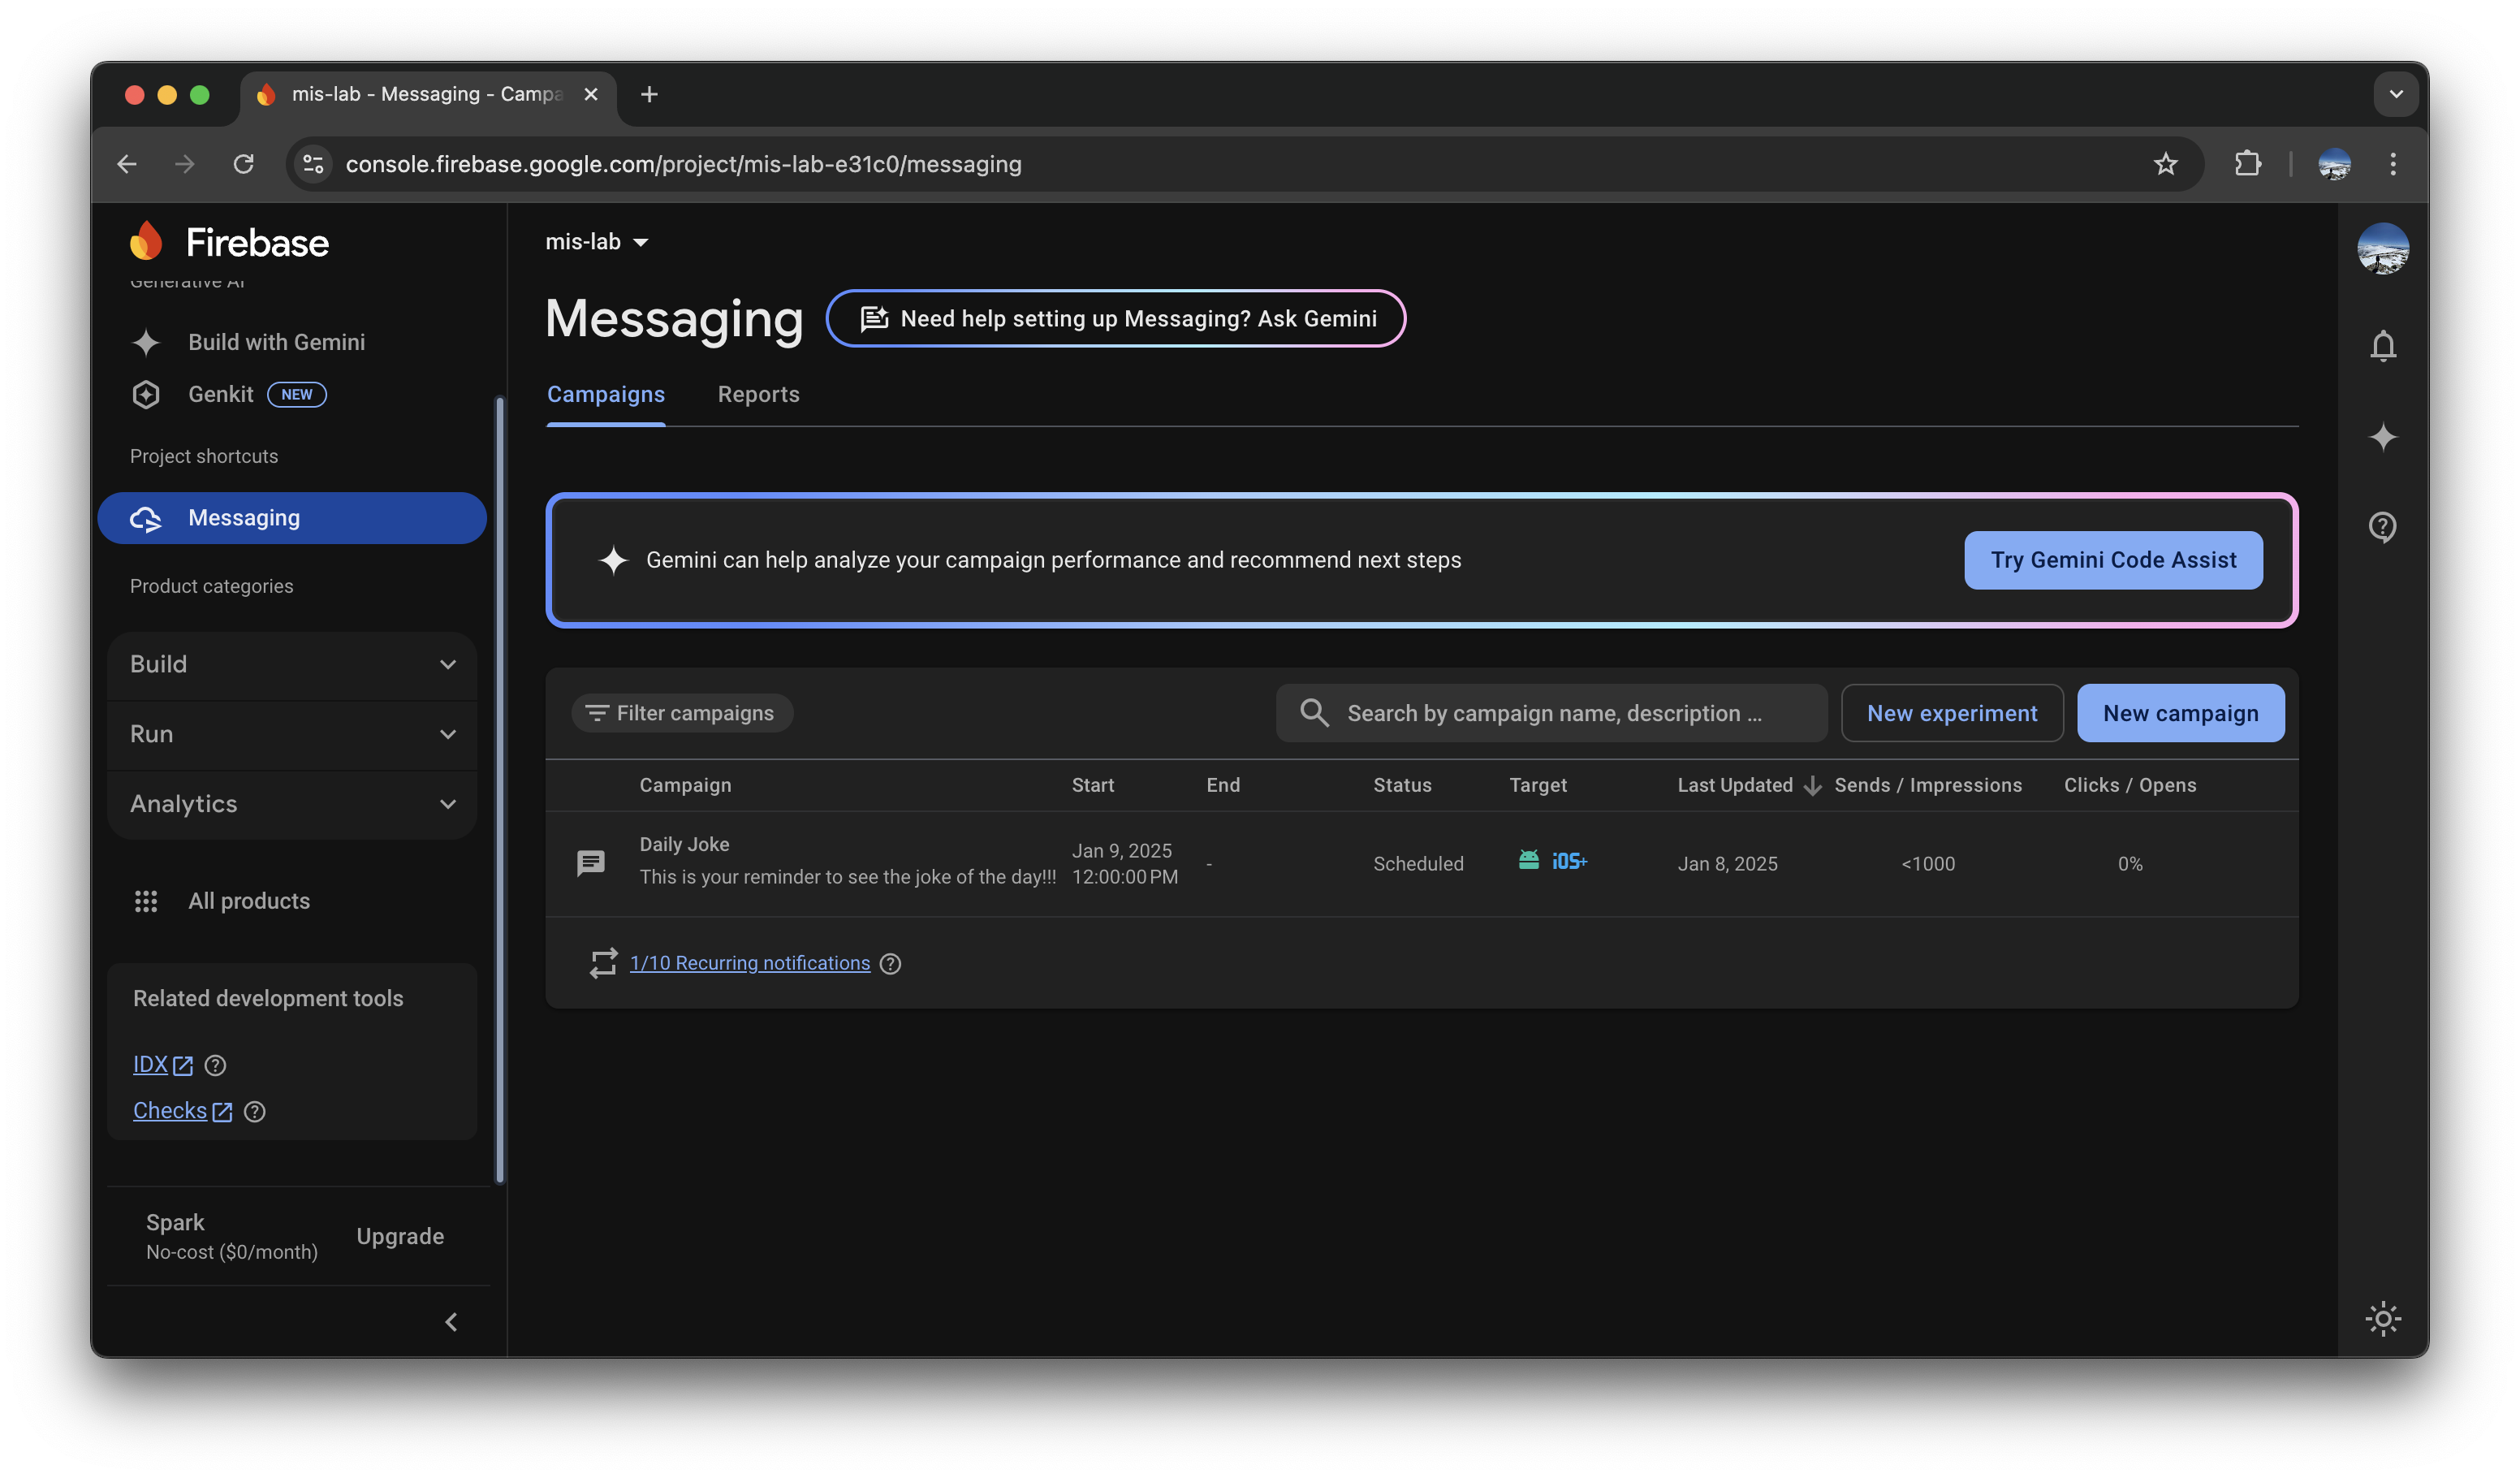 mis-lab - Messaging - Campa
console.firebase.google.com/project/mis-lab-e31c0/messaging
Firebase
Generative AI
Build with Gemini
Genkit NEW
Project shortcuts
Messaging
Product categories
Build
Run
Analytics
All products
Related development tools
IDX
Checks
Spark
No-cost ($0/month)
Upgrade
mis-lab
Messaging
Need help setting up Messaging? Ask Gemini
Campaigns Reports
Gemini can help analyze your campaign performance and recommend next steps
Try Gemini Code Assist
Filter campaigns
Search by campaign name, description ...
New experiment
New campaign
Campaign Start End Status Target Last Updated Sends / Impressions Clicks / Opens
Daily Joke
This is your reminder to see the joke of the day!!!
Jan 9, 2025
12:00:00 PM
-
Scheduled
iOS+
Jan 8, 2025
<1000
0%
1/10 Recurring notifications